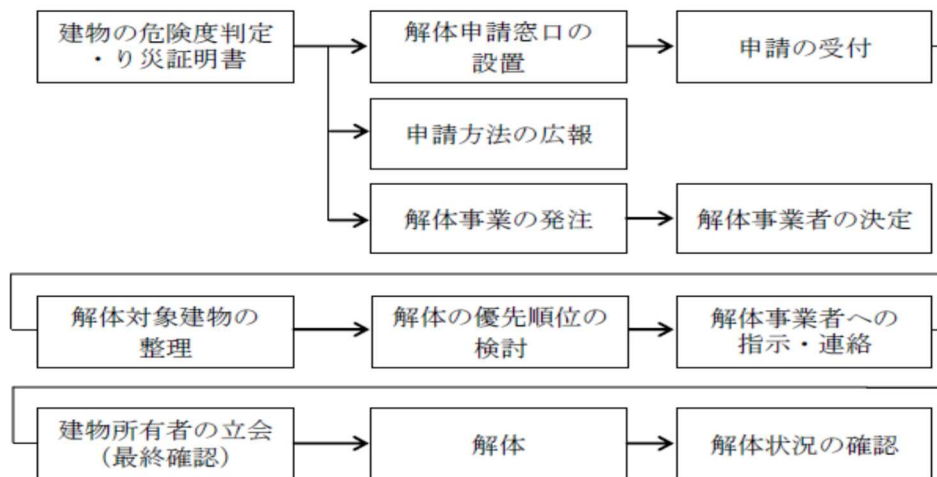 建物の危険度判定
・り災証明書
解体申請窓口の
設置
申請の受付
申請方法の広報
解体事業の発注
解体事業者の決定
解体対象建物の
整理
解体の優先順位の
検討
解体事業者への
指示・連絡
建物所有者の立会
(最終確認)
解体
解体状況の確認